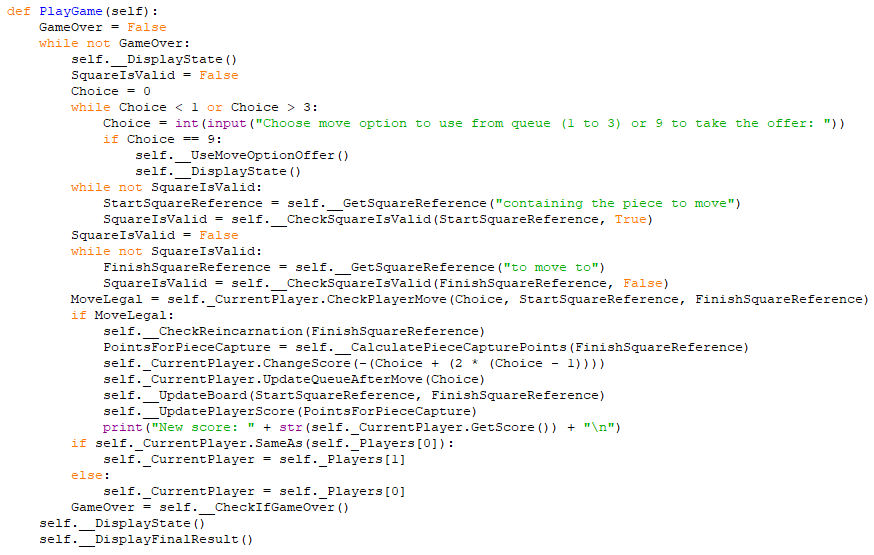 def PlayGame(self):
    GameOver = False
    while not GameOver:
        self.__DisplayState()
        SquareIsValid = False
        Choice = 0
        while Choice < 1 or Choice > 3:
            Choice = int(input("Choose move option to use from queue (1 to 3) or 9 to take the offer: "))
            if Choice == 9:
                self.__UseMoveOptionOffer()
                self.__DisplayState()
        while not SquareIsValid:
            StartSquareReference = self.__GetSquareReference("containing the piece to move")
            SquareIsValid = self.__CheckSquareIsValid(StartSquareReference, True)
        SquareIsValid = False
        while not SquareIsValid:
            FinishSquareReference = self.__GetSquareReference("to move to")
            SquareIsValid = self.__CheckSquareIsValid(FinishSquareReference, False)
        MoveLegal = self._CurrentPlayer.CheckPlayerMove(Choice, StartSquareReference, FinishSquareReference)
        if MoveLegal:
            self.__CheckReincarnation(FinishSquareReference)
            PointsForPieceCapture = self.__CalculatePieceCapturePoints(FinishSquareReference)
            self._CurrentPlayer.ChangeScore(-(Choice + (2 * (Choice - 1))))
            self._CurrentPlayer.UpdateQueueAfterMove(Choice)
            self.__UpdateBoard(StartSquareReference, FinishSquareReference)
            self.__UpdatePlayerScore(PointsForPieceCapture)
            print("New score: " + str(self._CurrentPlayer.GetScore()) + "\n")
        if self._CurrentPlayer.SameAs(self._Players[0]):
            self._CurrentPlayer = self._Players[1]
        else:
            self._CurrentPlayer = self._Players[0]
        GameOver = self.__CheckIfGameOver()
    self.__DisplayState()
    self.__DisplayFinalResult()